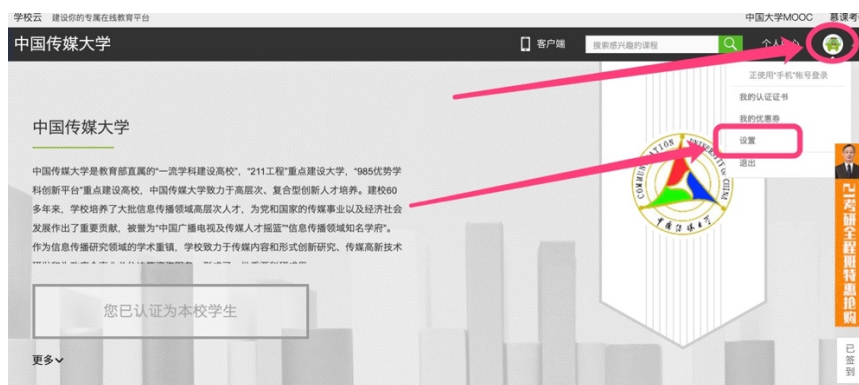 学校云 建设你的专属在线教育平台
中国大学MOOC 慕课考
中国传媒大学
客户端
搜索感兴趣的课程
正使用"手机"帐号登录
我的认证证书
我的优惠券
设置
退出
中国传媒大学
中国传媒大学是教育部直属的"一流学科建设高校"，"211工程"重点建设大学，"985优势学
科创新平台"重点建设高校，中国传媒大学致力于高层次、复合型创新人才培养。建校60
多年来，学校培养了大批信息传播领域高层次人才，为党和国家的传媒事业以及经济社会
发展作出了重要贡献，被誉为"中国广播电视及传媒人才摇篮""信息传播领域知名学府"。
作为信息传播研究领域的学术重镇，学校致力于传媒内容和形式创新研究、传媒高新技术
COMMUNICATION UNIVERSITY OF CHINA
中国传媒大学
您已认证为本校学生
更多
21考研全程班特惠抢购
已签到